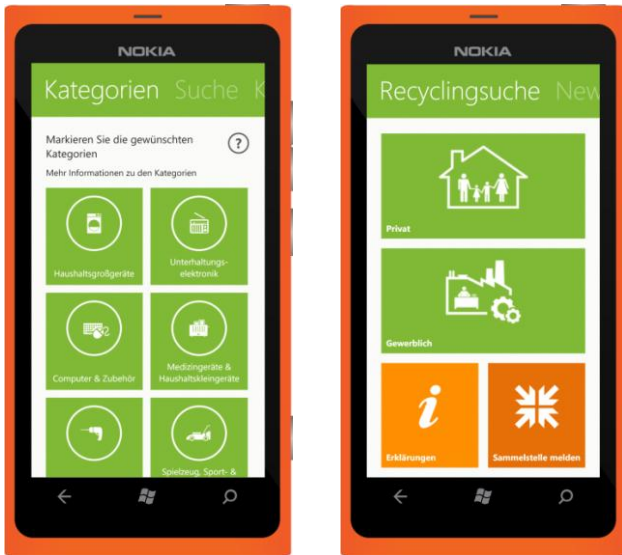 NOKIA
Kategorien Suche K
Markieren Sie die gewünschten
Kategorien
?
Mehr Informationen zu den Kategorien
Haushaltsgroßgeräte
Unterhaltungs-
elektronik
Computer & Zubehör
Medizingeräte &
Haushaltskleingeräte
Spielzeug, Sport- &
NOKIA
Recyclingsuche New
Privat
Gewerblich
i
Erklärungen
Sammelstelle melden